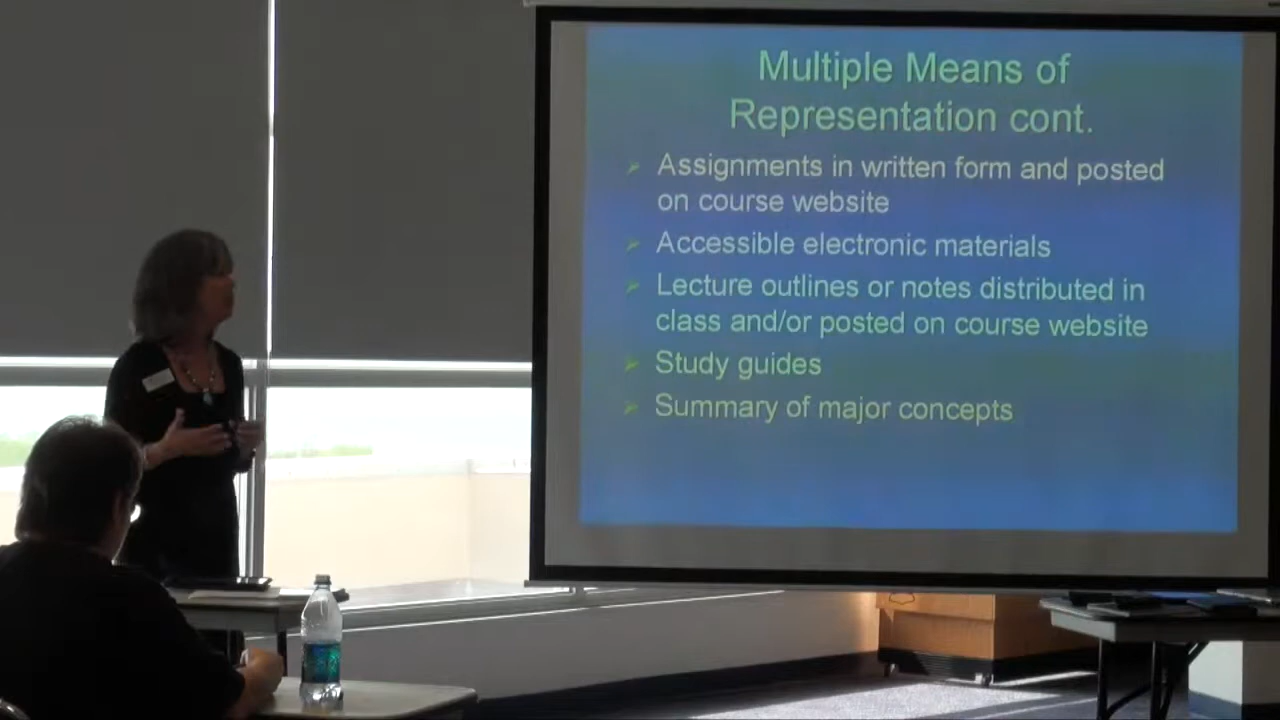 Multiple Means of
Representation cont.
Assignments in written form and posted
on course website
Accessible electronic materials
Lecture outlines or notes distributed in
class and/or posted on course website
Study guides
Summary of major concepts